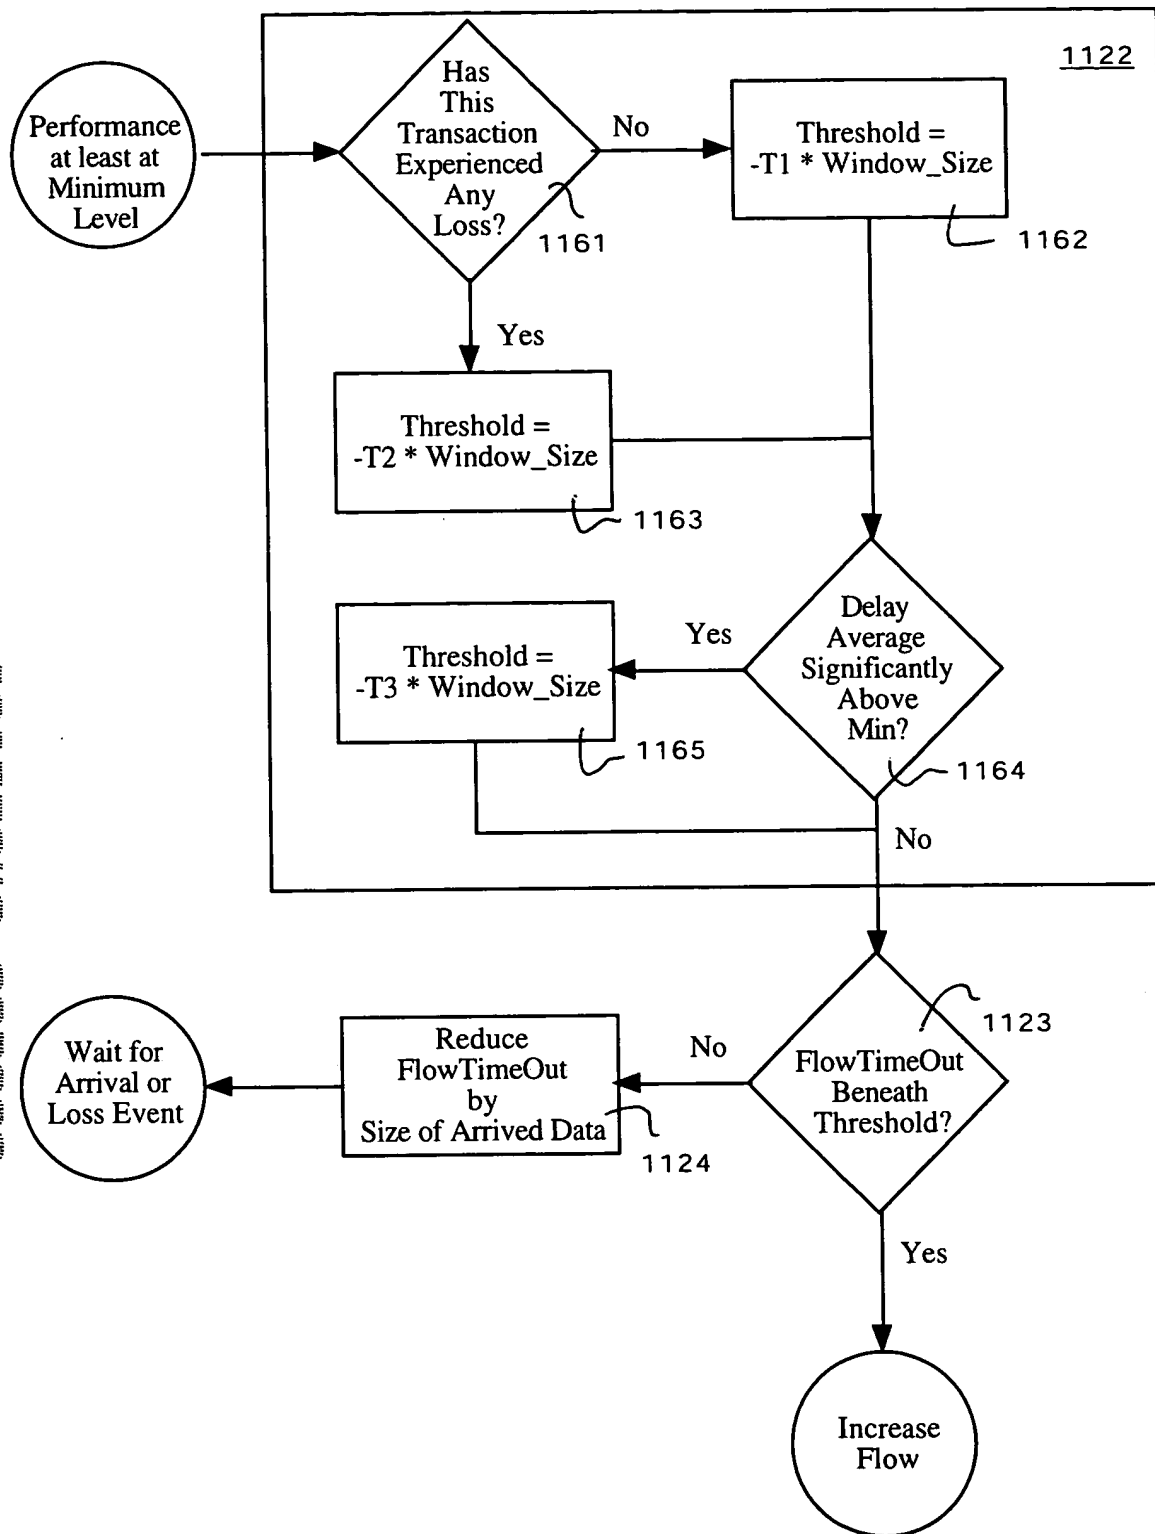 1122
Has
This
Transaction
Experienced
Any
Loss?
1161
Performance
at least at
Minimum
Level
No
Threshold =
-T1 * Window_Size
1162
Yes
Threshold =
-T2 * Window_Size
1163
Delay
Average
Significantly
Above
Min?
1164
Yes
Threshold =
-T3 * Window_Size
1165
No
FlowTimeOut
Beneath
Threshold?
1123
No
Reduce
FlowTimeOut
by
Size of Arrived Data
1124
Wait for
Arrival or
Loss Event
Yes
Increase
Flow